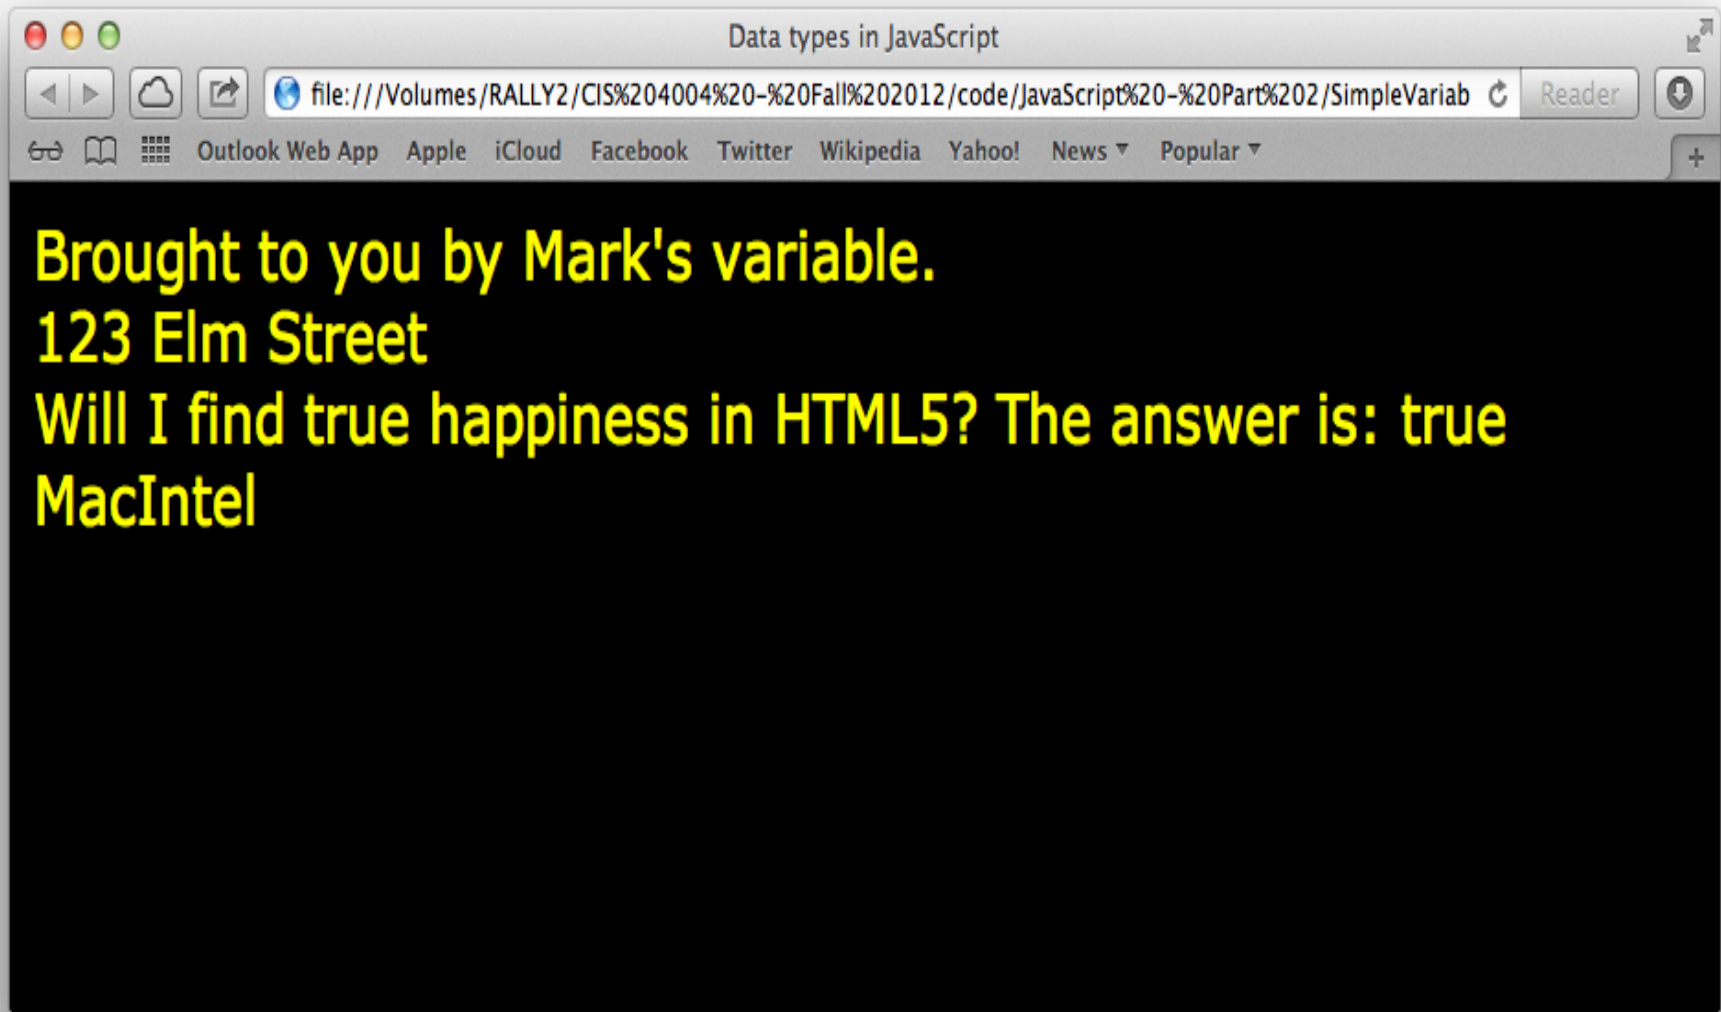 Data types in JavaScript
file:///Volumes/RALLY2/CIS%204004%20-%20Fall%202012/code/JavaScript%20-%20Part%202/SimpleVariab Reader
Outlook Web App Apple iCloud Facebook Twitter Wikipedia Yahoo! News Popular
Brought to you by Mark's variable.
123 Elm Street
Will I find true happiness in HTML5? The answer is: true
MacIntel